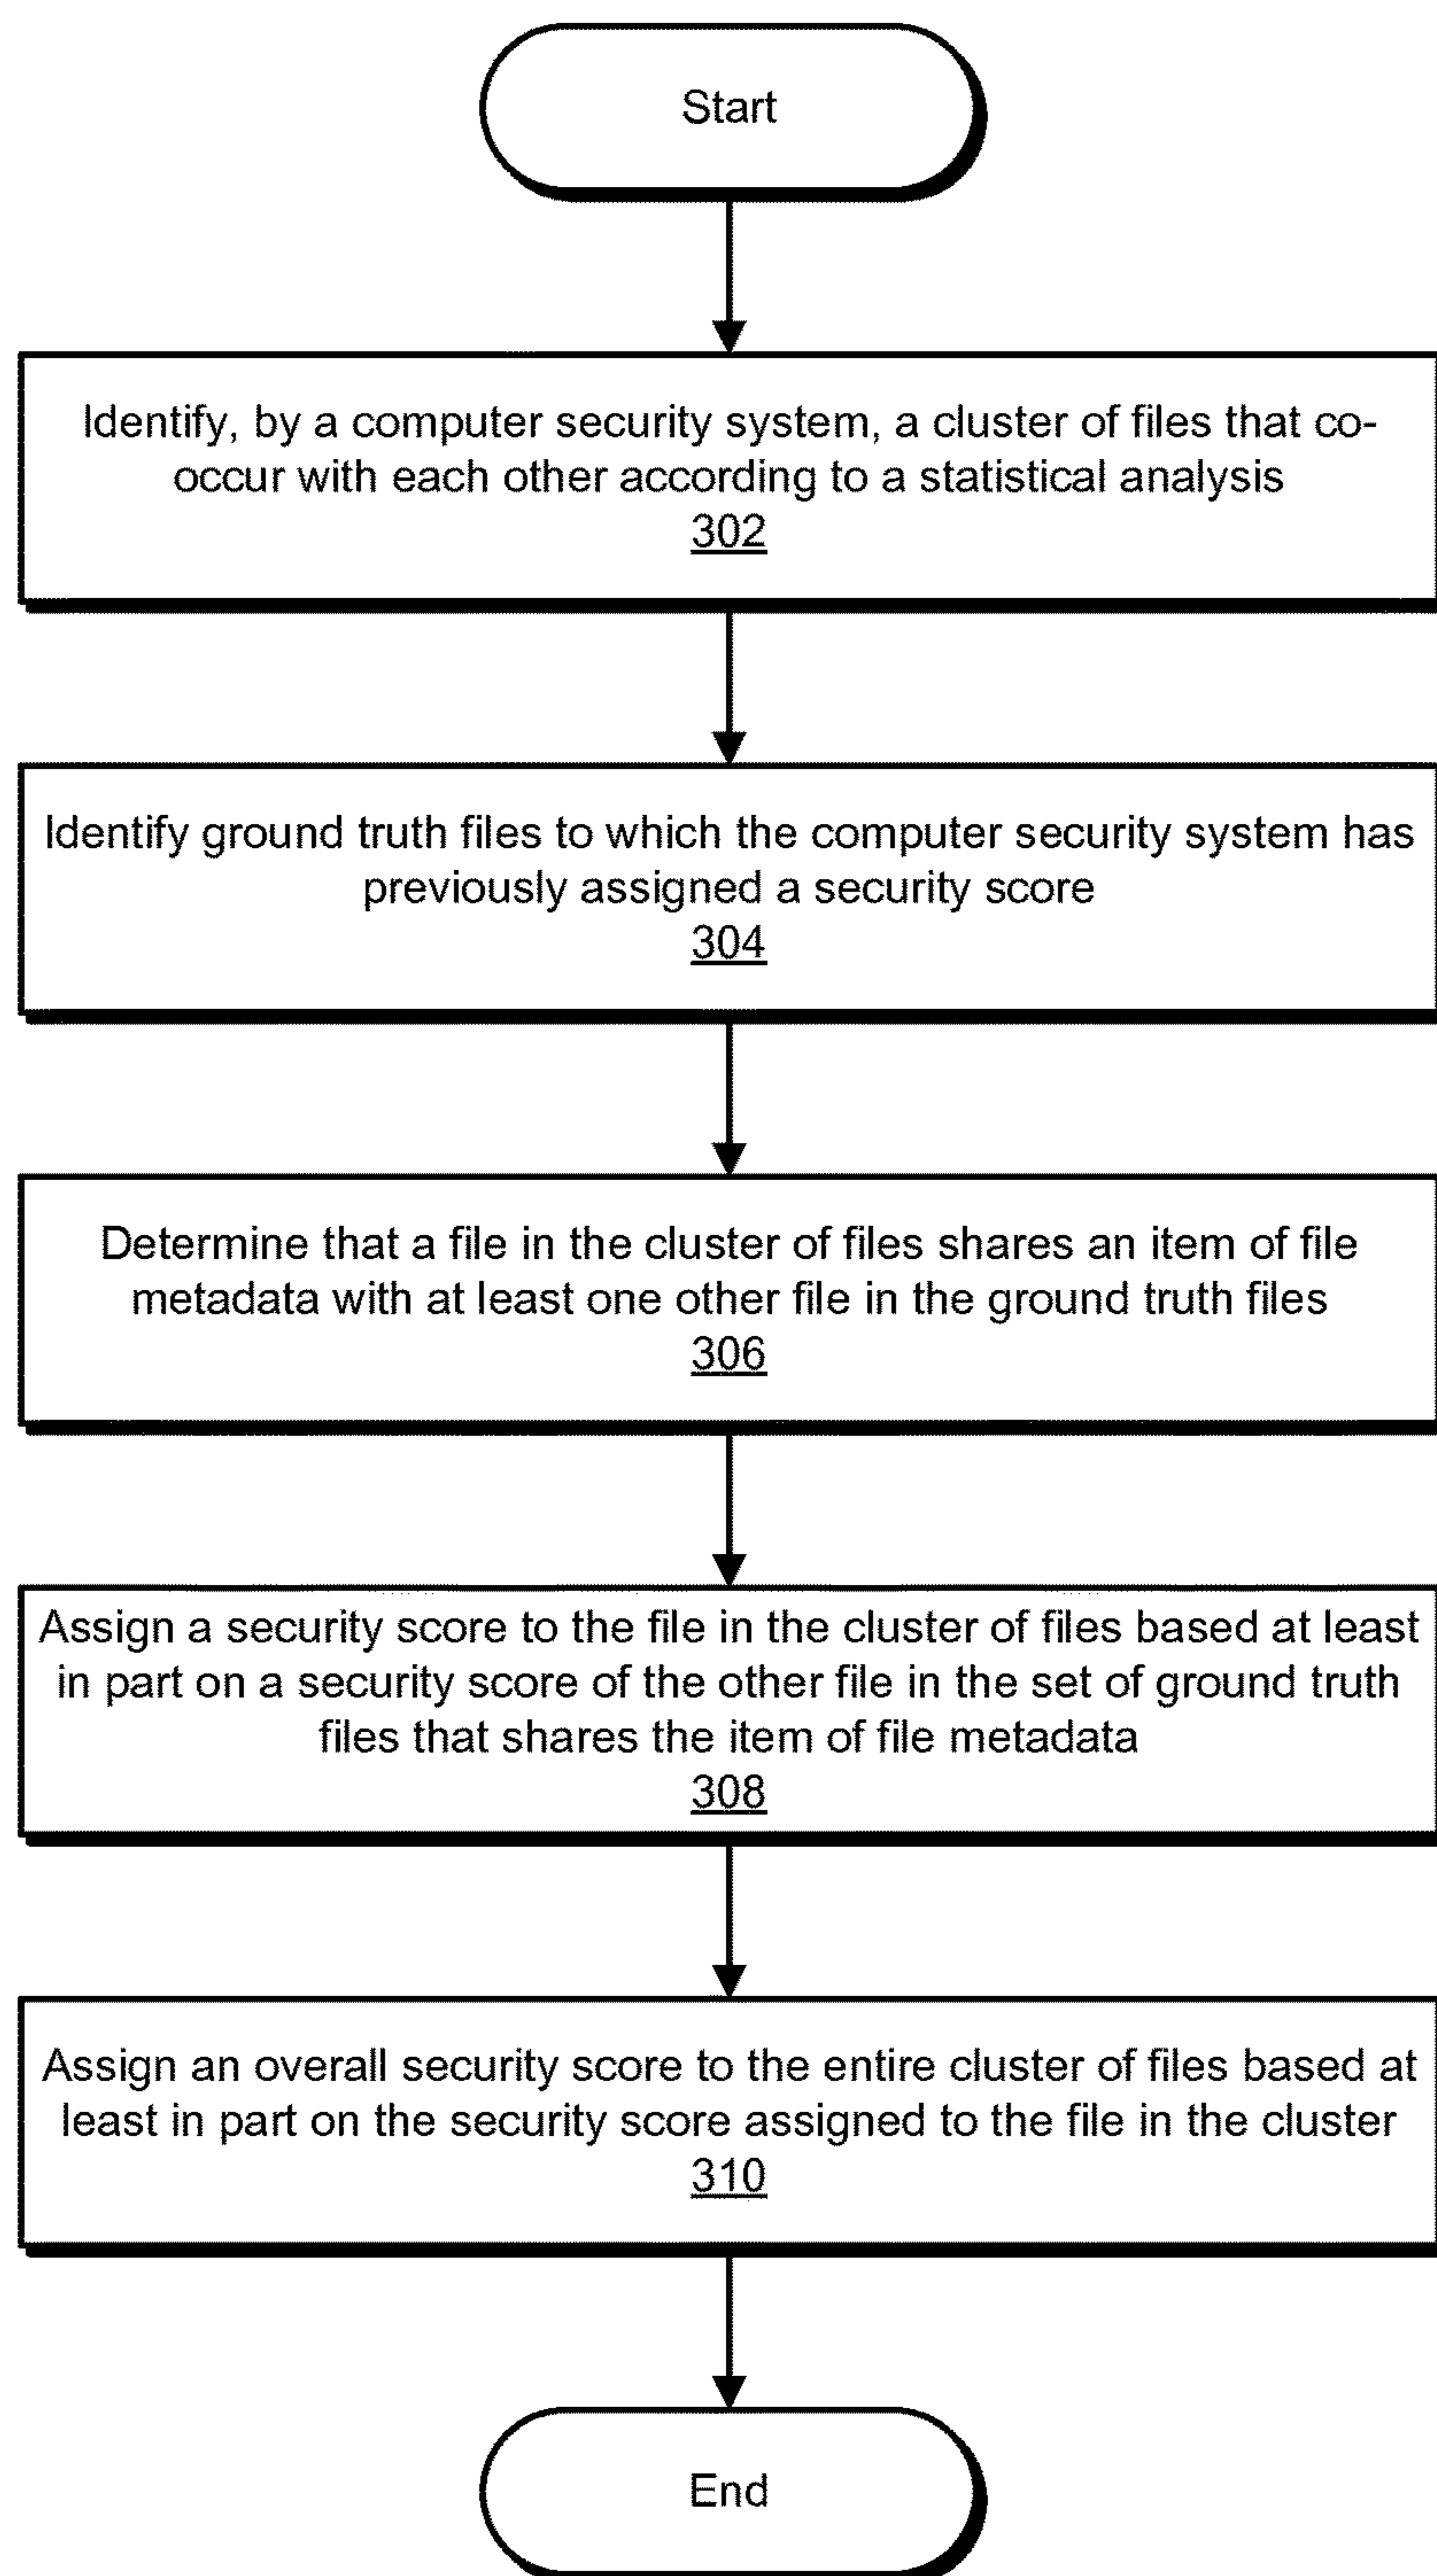 Start
Identify, by a computer security system, a cluster of files that co-
occur with each other according to a statistical analysis
302
Identify ground truth files to which the computer security system has
previously assigned a security score
304
Determine that a file in the cluster of files shares an item of file
metadata with at least one other file in the ground truth files
306
Assign a security score to the file in the cluster of files based at least
in part on a security score of the other file in the set of ground truth
files that shares the item of file metadata
308
Assign an overall security score to the entire cluster of files based at
least in part on the security score assigned to the file in the cluster
310
End